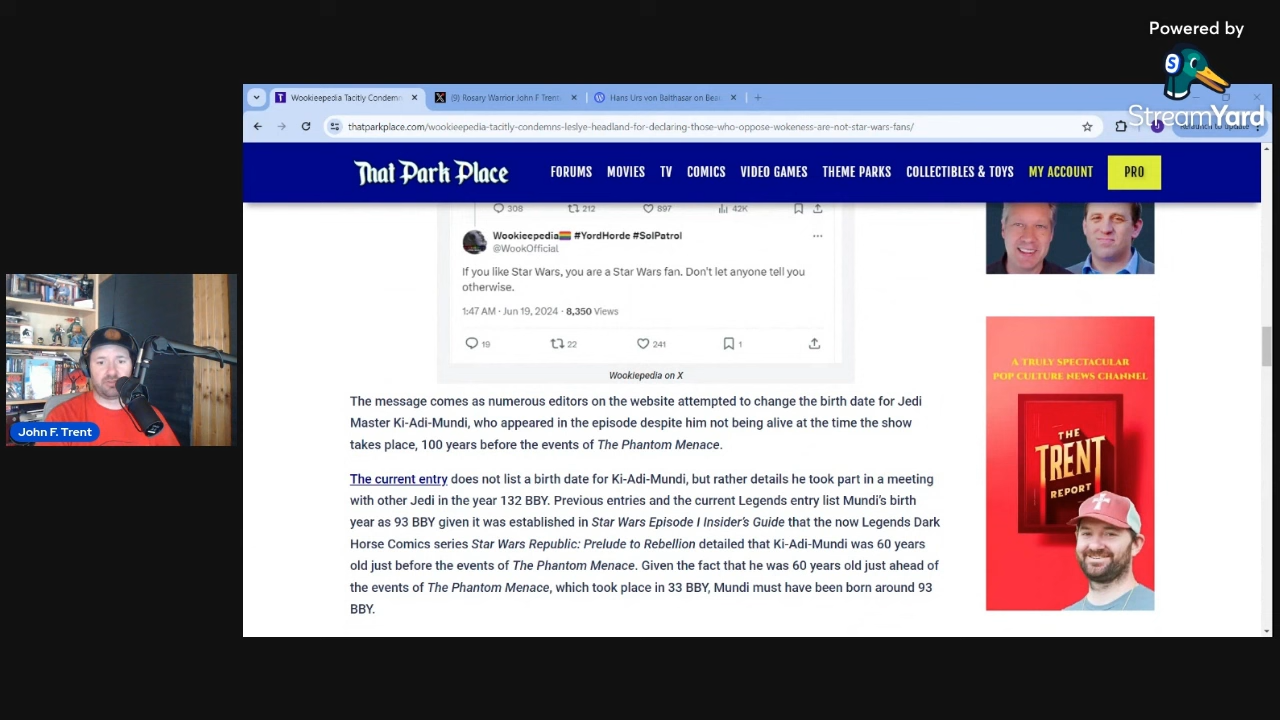 Powered by
S
StreamYard
Wookieepedia Tacitly Condemn
(9) Rosary Warrior John F Trent
Hans Urs von Balthasar on Beau
thatparkplace.com/wookieepedia-tacitly-condemns-leslye-headland-for-declaring-those-who-oppose-wokeness-are-not-star-wars-fans/
That Park Place
FORUMS MOVIES TV COMICS VIDEO GAMES THEME PARKS COLLECTIBLES & TOYS MY ACCOUNT PRO
308 212 897 42K
Wookieepedia🏳️‍🌈 #YordHorde #SolPatrol
@WookOfficial
If you like Star Wars, you are a Star Wars fan. Don't let anyone tell you
otherwise.
1:47 AM · Jun 19, 2024 · 8,350 Views
19 22 241 1
Wookiepedia on X
The message comes as numerous editors on the website attempted to change the birth date for Jedi
Master Ki-Adi-Mundi, who appeared in the episode despite him not being alive at the time the show
takes place, 100 years before the events of The Phantom Menace.
The current entry does not list a birth date for Ki-Adi-Mundi, but rather details he took part in a meeting
with other Jedi in the year 132 BBY. Previous entries and the current Legends entry list Mundi's birth
year as 93 BBY given it was established in Star Wars Episode I Insider's Guide that the now Legends Dark
Horse Comics series Star Wars Republic: Prelude to Rebellion detailed that Ki-Adi-Mundi was 60 years
old just before the events of The Phantom Menace. Given the fact that he was 60 years old just ahead of
the events of The Phantom Menace, which took place in 33 BBY, Mundi must have been born around 93
BBY.
A TRULY SPECTACULAR
POP CULTURE NEWS CHANNEL
THE
TRENT
REPORT
John F. Trent